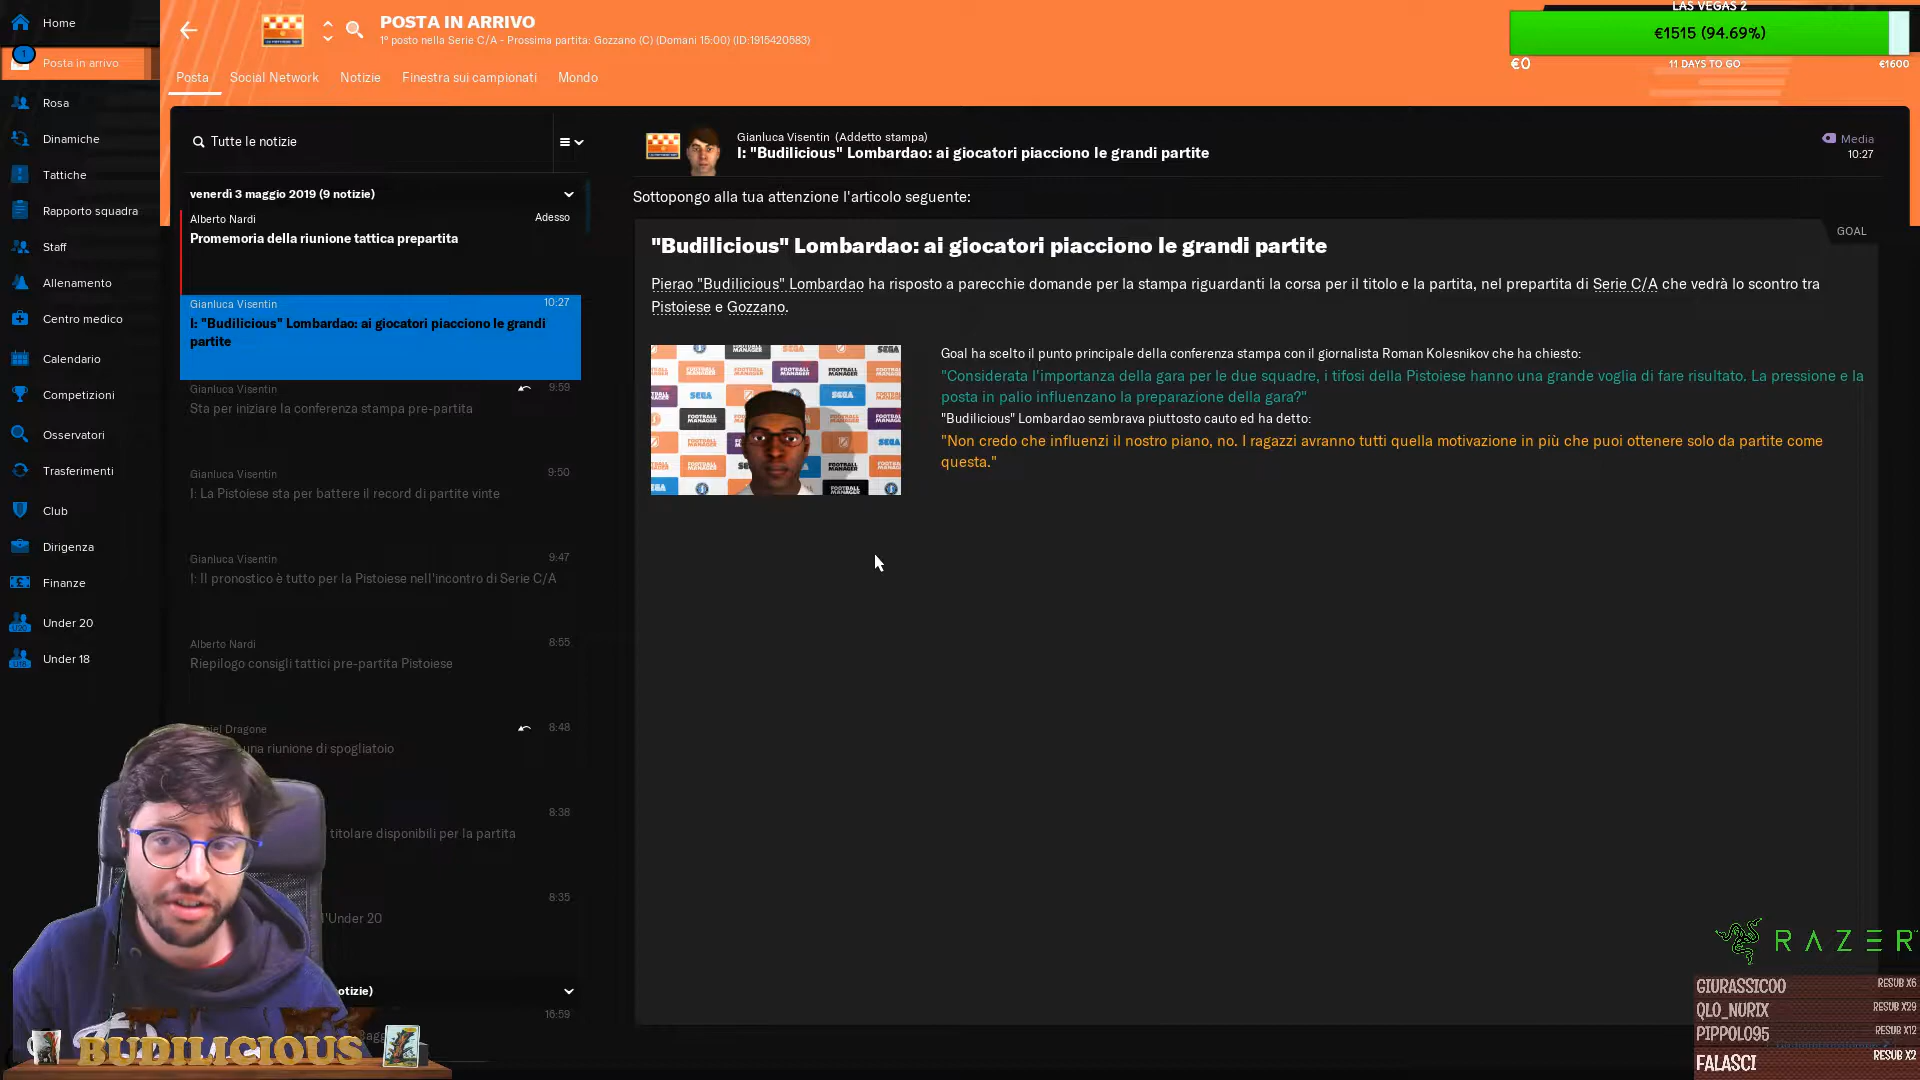 Home
1
Posta in arrivo
Rosa
Dinamiche
Tattiche
Rapporto squadra
Staff
Allenamento
Centro medico
Calendario
Competizioni
Osservatori
Trasferimenti
Club
Dirigenza
Finanze
Under 20
Under 18
POSTA IN ARRIVO
1° posto nella Serie C/A - Prossima partita: Gozzano (C) (Domani 15:00) (ID:1915420583)
Posta Social Network Notizie Finestra sui campionati Mondo
LAS VEGAS 2
€1515 (94.69%)
€0 11 DAYS TO GO €1600
Tutte le notizie
venerdì 3 maggio 2019 (9 notizie)
Alberto Nardi Adesso
Promemoria della riunione tattica prepartita
Gianluca Visentin 10:27
I: "Budilicious" Lombardao: ai giocatori piacciono le grandi
partite
Gianluca Visentin 9:59
Sta per iniziare la conferenza stampa pre-partita
Gianluca Visentin 9:50
I: La Pistoiese sta per battere il record di partite vinte
Gianluca Visentin 9:47
I: Il pronostico è tutto per la Pistoiese nell'incontro di Serie C/A
Alberto Nardi 8:55
Riepilogo consigli tattici pre-partita Pistoiese
Dragone 8:48
una riunione di spogliatoio
8:38
titolare disponibili per la partita
8:35
l'Under 20
otizie)
16:59
Gianluca Visentin (Addetto stampa)
I: "Budilicious" Lombardao: ai giocatori piacciono le grandi partite
Media
10:27
Sottopongo alla tua attenzione l'articolo seguente:
GOAL
"Budilicious" Lombardao: ai giocatori piacciono le grandi partite
Pierao "Budilicious" Lombardao ha risposto a parecchie domande per la stampa riguardanti la corsa per il titolo e la partita, nel prepartita di Serie C/A che vedrà lo scontro tra
Pistoiese e Gozzano.
Goal ha scelto il punto principale della conferenza stampa con il giornalista Roman Kolesnikov che ha chiesto:
"Considerata l'importanza della gara per le due squadre, i tifosi della Pistoiese hanno una grande voglia di fare risultato. La pressione e la
posta in palio influenzano la preparazione della gara?"
"Budilicious" Lombardao sembrava piuttosto cauto ed ha detto:
"Non credo che influenzi il nostro piano, no. I ragazzi avranno tutti quella motivazione in più che puoi ottenere solo da partite come
questa."
SEGA
FOOTBALL MANAGER
BUDILICIOUS
RAZER
GIURASSICOO RESUB X6
QLO_NURIX RESUB X29
PIPPOLO95 RESUB X12
FALASCI RESUB X2